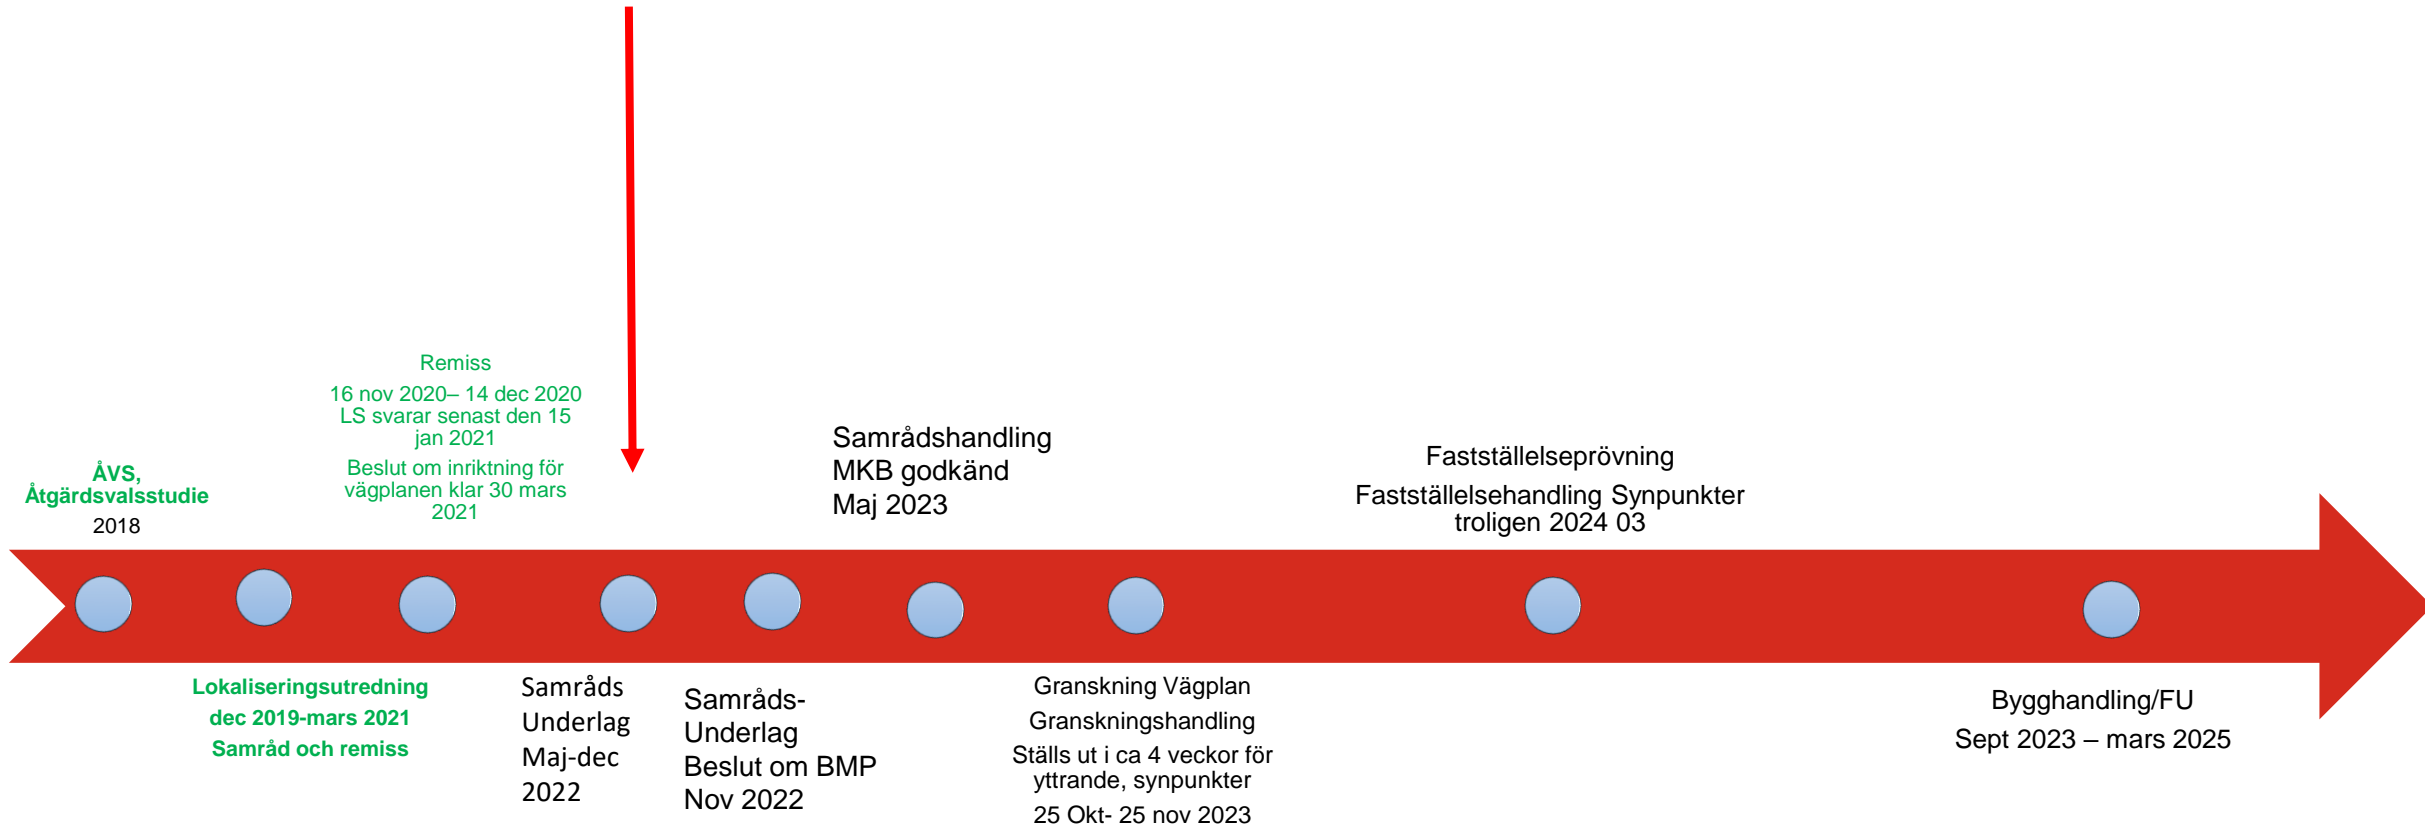 ÅVS,
Åtgärdsvalsstudie
2018
Lokaliseringsutredning
dec 2019-mars 2021
Samråd och remiss
Remiss
16 nov 2020– 14 dec 2020
LS svarar senast den 15
jan 2021
Beslut om inriktning för
vägplanen klar 30 mars
2021
Samråds
Underlag
Maj-dec
2022
Samråds-
Underlag
Beslut om BMP
Nov 2022
Samrådshandling
MKB godkänd
Maj 2023
Granskning Vägplan
Granskningshandling
Ställs ut i ca 4 veckor för
yttrande, synpunkter
25 Okt- 25 nov 2023
Fastställelseprövning
Fastställelsehandling Synpunkter
troligen 2024 03
Bygghandling/FU
Sept 2023 – mars 2025